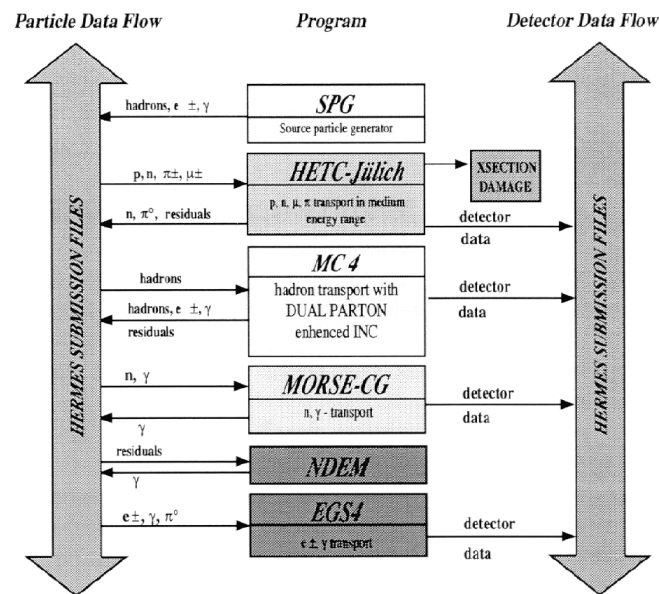 Particle Data Flow
Program
Detector Data Flow
HERMES SUBMISSION FILES
hadrons, e ±, γ
SPG
Source particle generator
p, n, π±, μ±
n, π°, residuals
HETC-Jülich
p, n, μ, π transport in medium
energy range
XSECTION
DAMAGE
detector
data
hadrons
hadrons, e ±, γ
residuals
MC 4
hadron transport with
DUAL PARTON
enhenced INC
detector
data
n, γ
γ
MORSE-CG
n, γ - transport
detector
data
residuals
γ
NDEM
e±, γ, π°
EGS4
e ±, γ transport
detector
data
HERMES SUBMISSION FILES